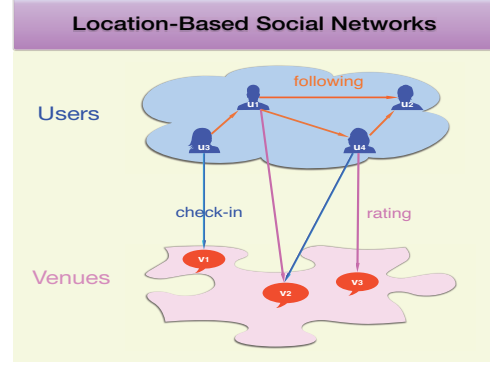 Location-Based Social Networks
following
Users
u1
u2
u3
u4
check-in
rating
Venues
v1
v2
v3